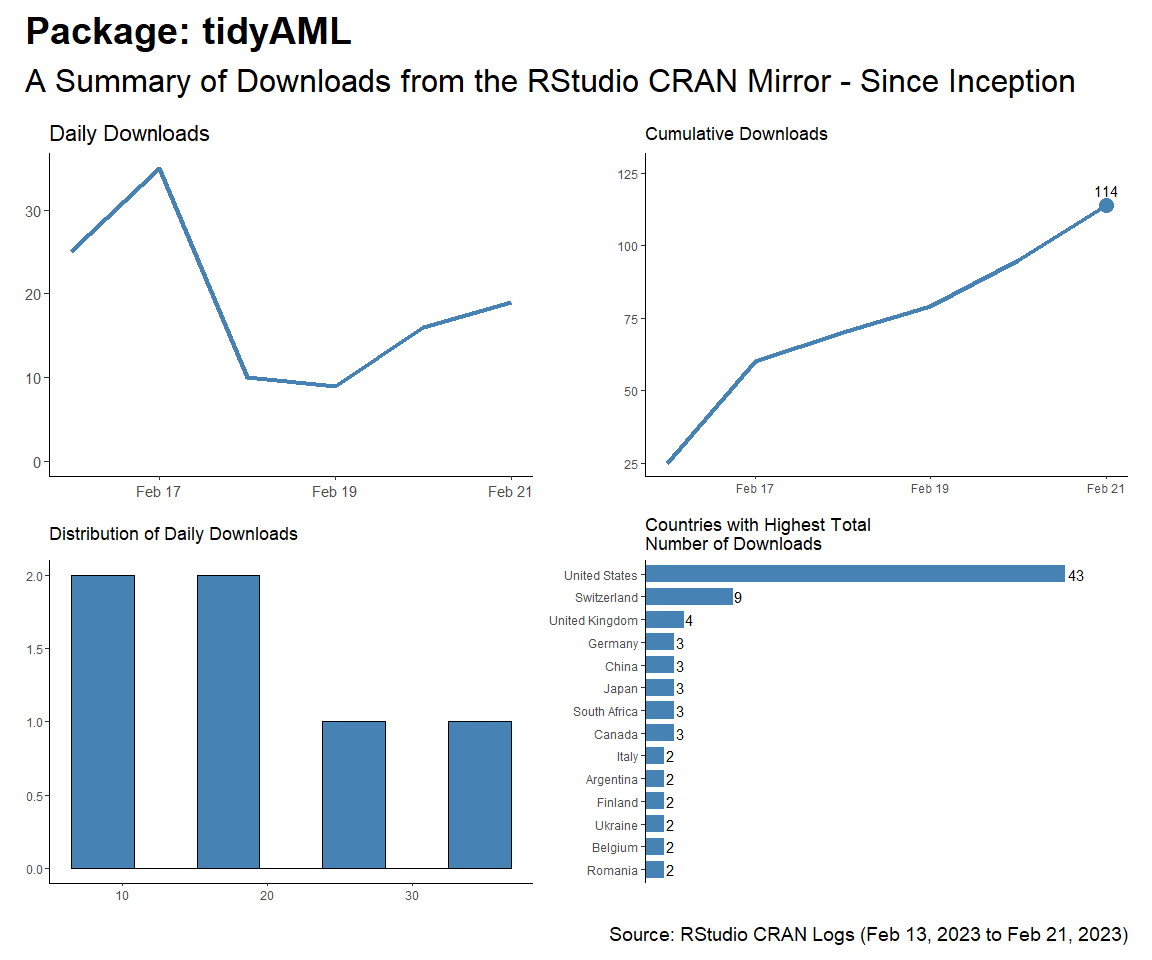 Package: tidyAML
A Summary of Downloads from the RStudio CRAN Mirror - Since Inception
Daily Downloads
30
20
10
0
Feb 17 Feb 19 Feb 21
Cumulative Downloads
125
100
75
50
25
114
Feb 17 Feb 19 Feb 21
Distribution of Daily Downloads
2.0
1.5
1.0
0.5
0.0
10 20 30
Countries with Highest Total
Number of Downloads
United States 43
Switzerland 9
United Kingdom 4
Germany 3
China 3
Japan 3
South Africa 3
Canada 3
Italy 2
Argentina 2
Finland 2
Ukraine 2
Belgium 2
Romania 2
Source: RStudio CRAN Logs (Feb 13, 2023 to Feb 21, 2023)